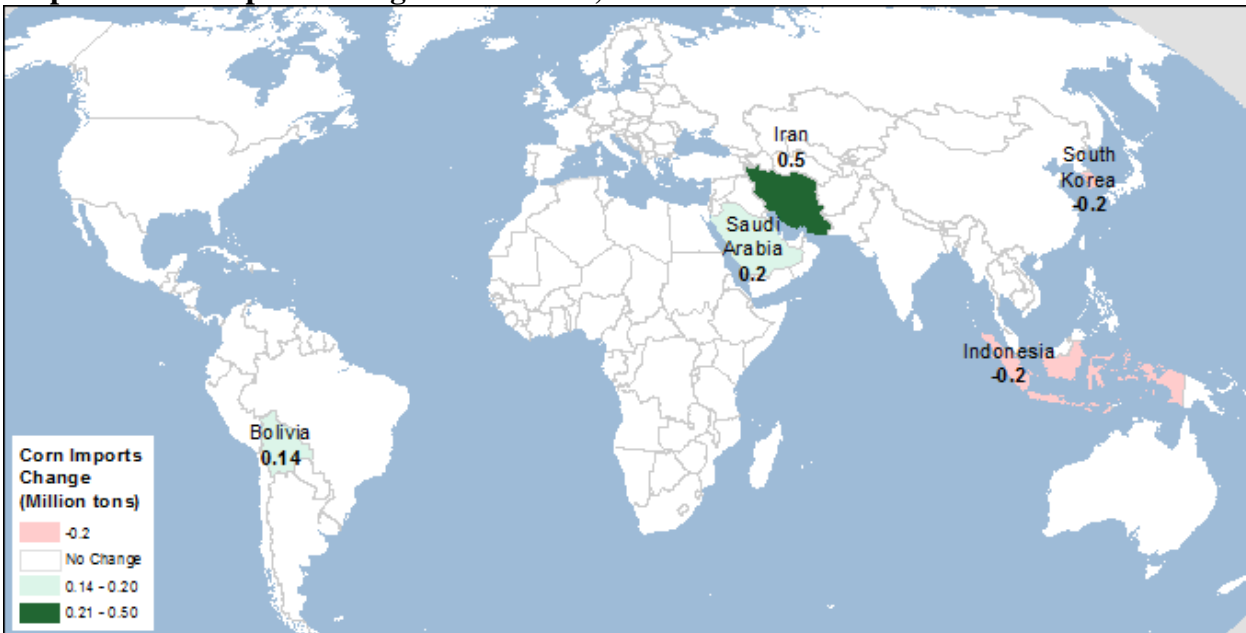 Iran
0.5
South
Korea
-0.2
Saudi
Arabia
0.2
Indonesia
-0.2
Bolivia
0.14
Corn Imports
Change
(Million tons)
-0.2
No Change
0.14 - 0.20
0.21 - 0.50